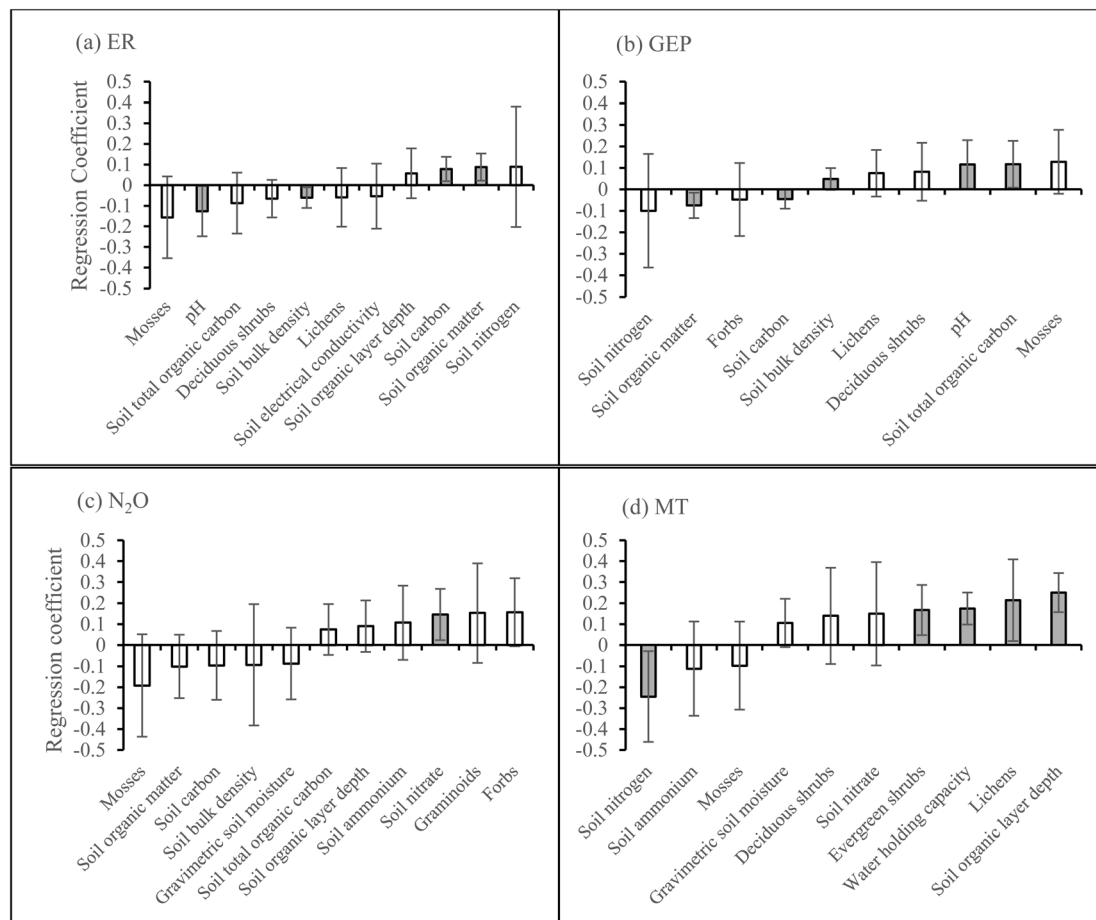 (a) ER
0.5
0.4
0.3
0.2
0.1
0
-0.1
-0.2
-0.3
-0.4
-0.5
Regression Coefficient
Mosses
pH
Soil total organic carbon
Deciduous shrubs
Soil bulk density
Lichens
Soil electrical conductivity
Soil organic layer depth
Soil carbon
Soil organic matter
Soil nitrogen
(b) GEP
0.5
0.4
0.3
0.2
0.1
0
-0.1
-0.2
-0.3
-0.4
-0.5
Soil nitrogen
Soil organic matter
Forbs
Soil carbon
Soil bulk density
Lichens
Deciduous shrubs
pH
Soil total organic carbon
Mosses
(c) N₂O
0.5
0.4
0.3
0.2
0.1
0
-0.1
-0.2
-0.3
-0.4
-0.5
Regression coefficient
Mosses
Soil organic matter
Soil carbon
Soil bulk density
Gravimetric soil moisture
Soil total organic carbon
Soil organic layer depth
Soil ammonium
Soil nitrate
Graminoids
Forbs
(d) MT
0.5
0.4
0.3
0.2
0.1
0
-0.1
-0.2
-0.3
-0.4
-0.5
Soil nitrogen
Soil ammonium
Mosses
Gravimetric soil moisture
Deciduous shrubs
Soil nitrate
Evergreen shrubs
Water holding capacity
Lichens
Soil organic layer depth